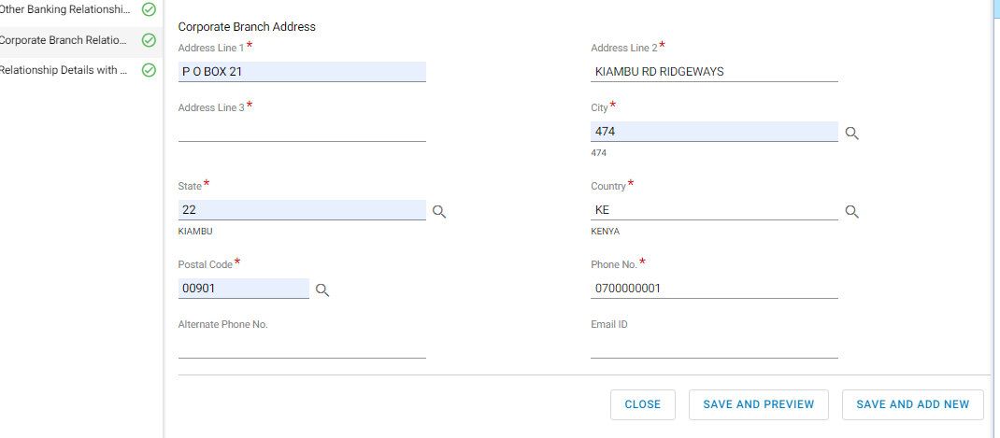 Other Banking Relationshi...
Corporate Branch Relatio...
Relationship Details with ...
Corporate Branch Address
Address Line 1*
P O BOX 21
Address Line 2*
KIAMBU RD RIDGEWAYS
Address Line 3*
City*
474
474
State*
22
KIAMBU
Country*
KE
KENYA
Postal Code*
00901
Phone No.*
0700000001
Alternate Phone No.
Email ID
CLOSE
SAVE AND PREVIEW
SAVE AND ADD NEW